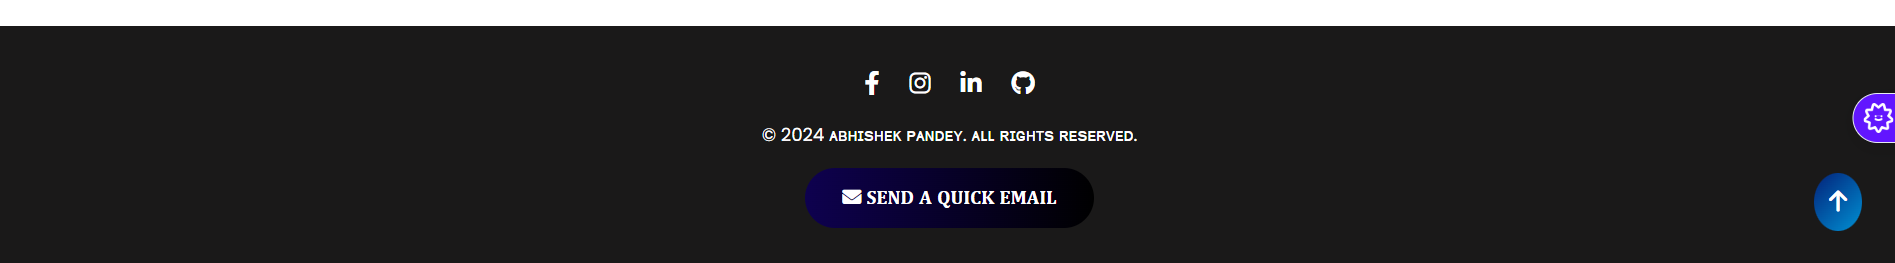 © 2024 ABHISHEK PANDEY. ALL RIGHTS RESERVED.
SEND A QUICK EMAIL